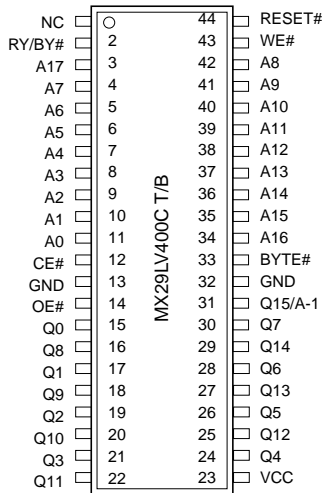 NC 1 44 RESET#
RY/BY# 2 43 WE#
A17 3 42 A8
A7 4 41 A9
A6 5 40 A10
A5 6 39 A11
A4 7 38 A12
A3 8 37 A13
A2 9 36 A14
A1 10 35 A15
A0 11 34 A16
CE# 12 33 BYTE#
GND 13 32 GND
OE# 14 31 Q15/A-1
Q0 15 30 Q7
Q8 16 29 Q14
Q1 17 28 Q6
Q9 18 27 Q13
Q2 19 26 Q5
Q10 20 25 Q12
Q3 21 24 Q4
Q11 22 23 VCC
MX29LV400C T/B